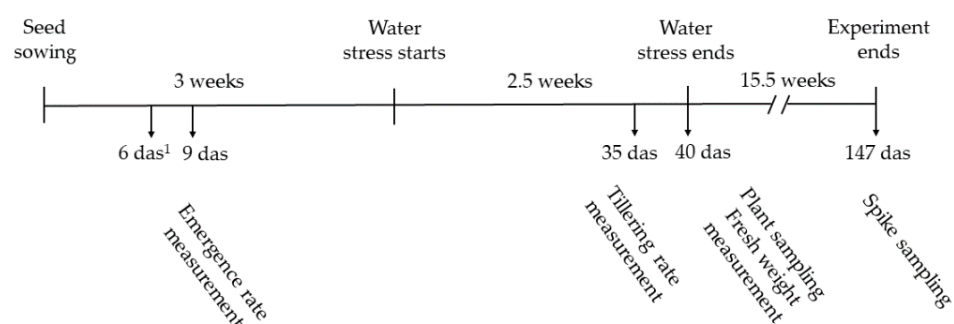 Seed
sowing
Water
stress starts
Water
stress ends
Experiment
ends
3 weeks
2.5 weeks
15.5 weeks
6 das¹
9 das
35 das
40 das
147 das
Emergence rate
measurement
Tillering rate
measurement
Plant sampling
Fresh weight
measurement
Spike sampling